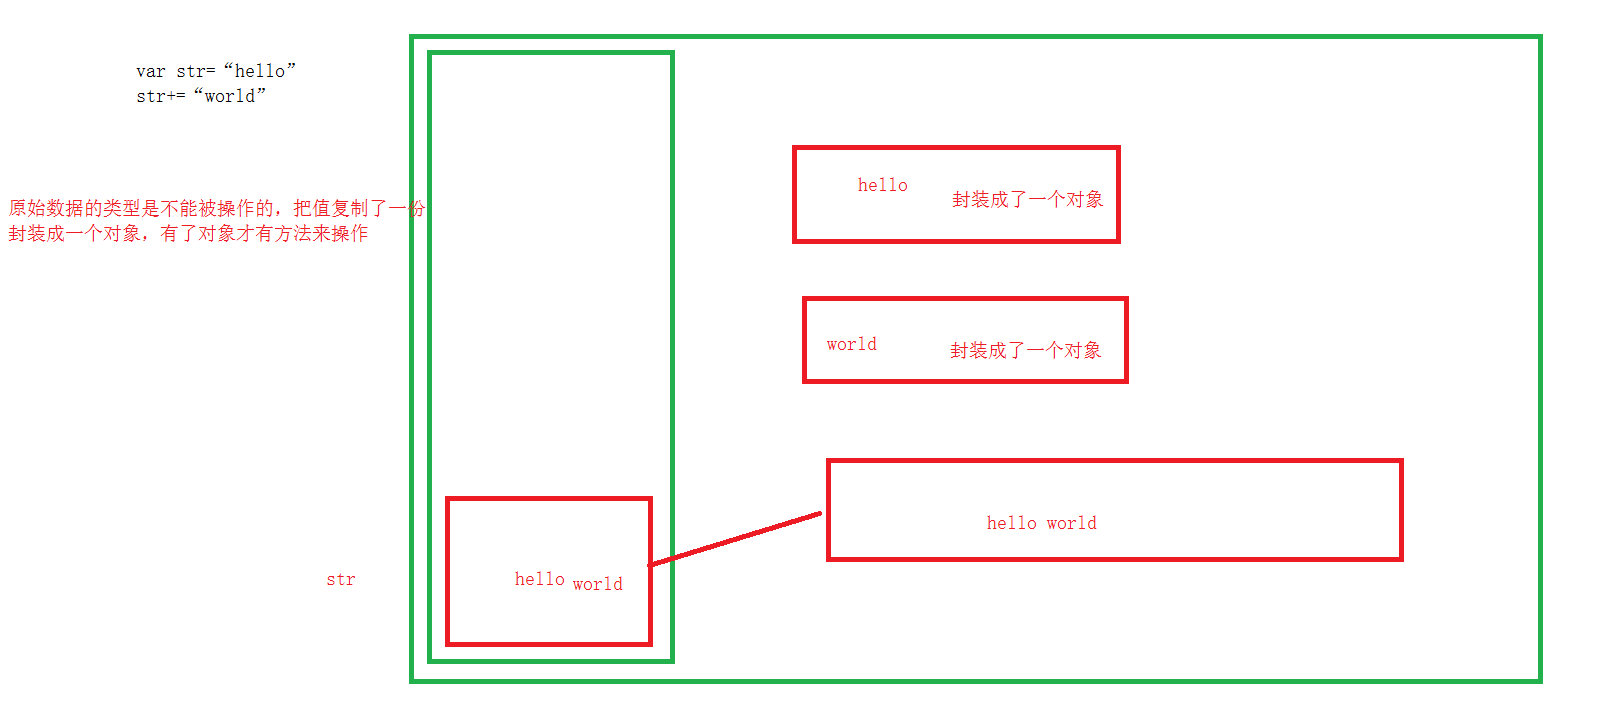 var str=“hello”
str+=“world”
原始数据的类型是不能被操作的，把值复制了一份
封装成一个对象，有了对象才有方法来操作
hello 封装成了一个对象
world 封装成了一个对象
hello world
str
hello world